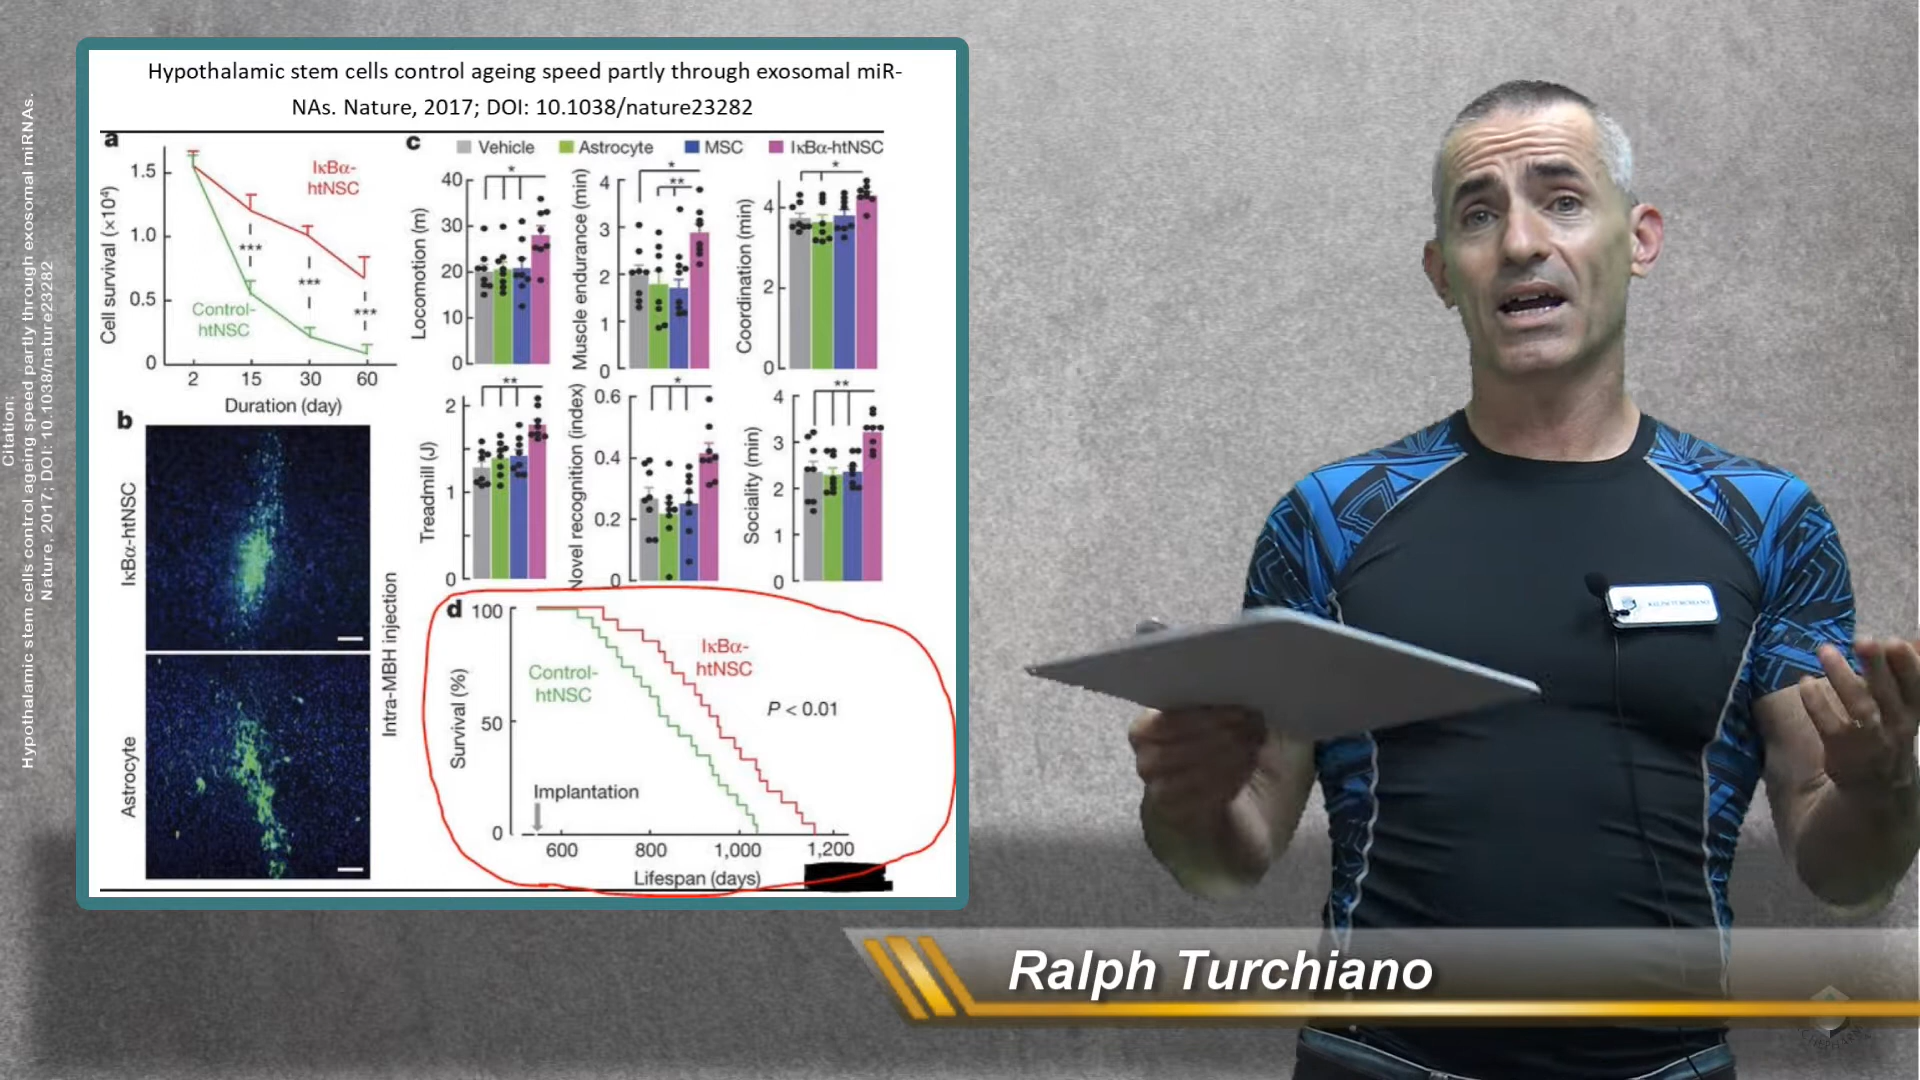 Citation;
Hypothalamic stem cells control ageing speed partly through exosomal miRNAs.
Nature, 2017; DOI: 10.1038/nature23282
Hypothalamic stem cells control ageing speed partly through exosomal miR-
NAs. Nature, 2017; DOI: 10.1038/nature23282
a
Cell survival (×10⁴)
1.5
1.0
0.5
0
IκBα-
htNSC
***
***
***
Control-
htNSC
2 15 30 60
Duration (day)
b
IκBα-htNSC
Astrocyte
c
Vehicle Astrocyte MSC IκBα-htNSC
Locomotion (m)
40
30
20
10
0
*
Muscle endurance (min)
4
3
2
1
0
*
**
Coordination (min)
4
2
0
*
Treadmill (J)
2
1
0
**
Novel recognition (index)
0.6
0.4
0.2
0
*
Sociality (min)
4
3
2
1
0
**
Intra-MBH injection
d
Survival (%)
100
50
0
Control-
htNSC
IκBα-
htNSC
P < 0.01
Implantation
600 800 1,000 1,200
Lifespan (days)
Ralph Turchiano